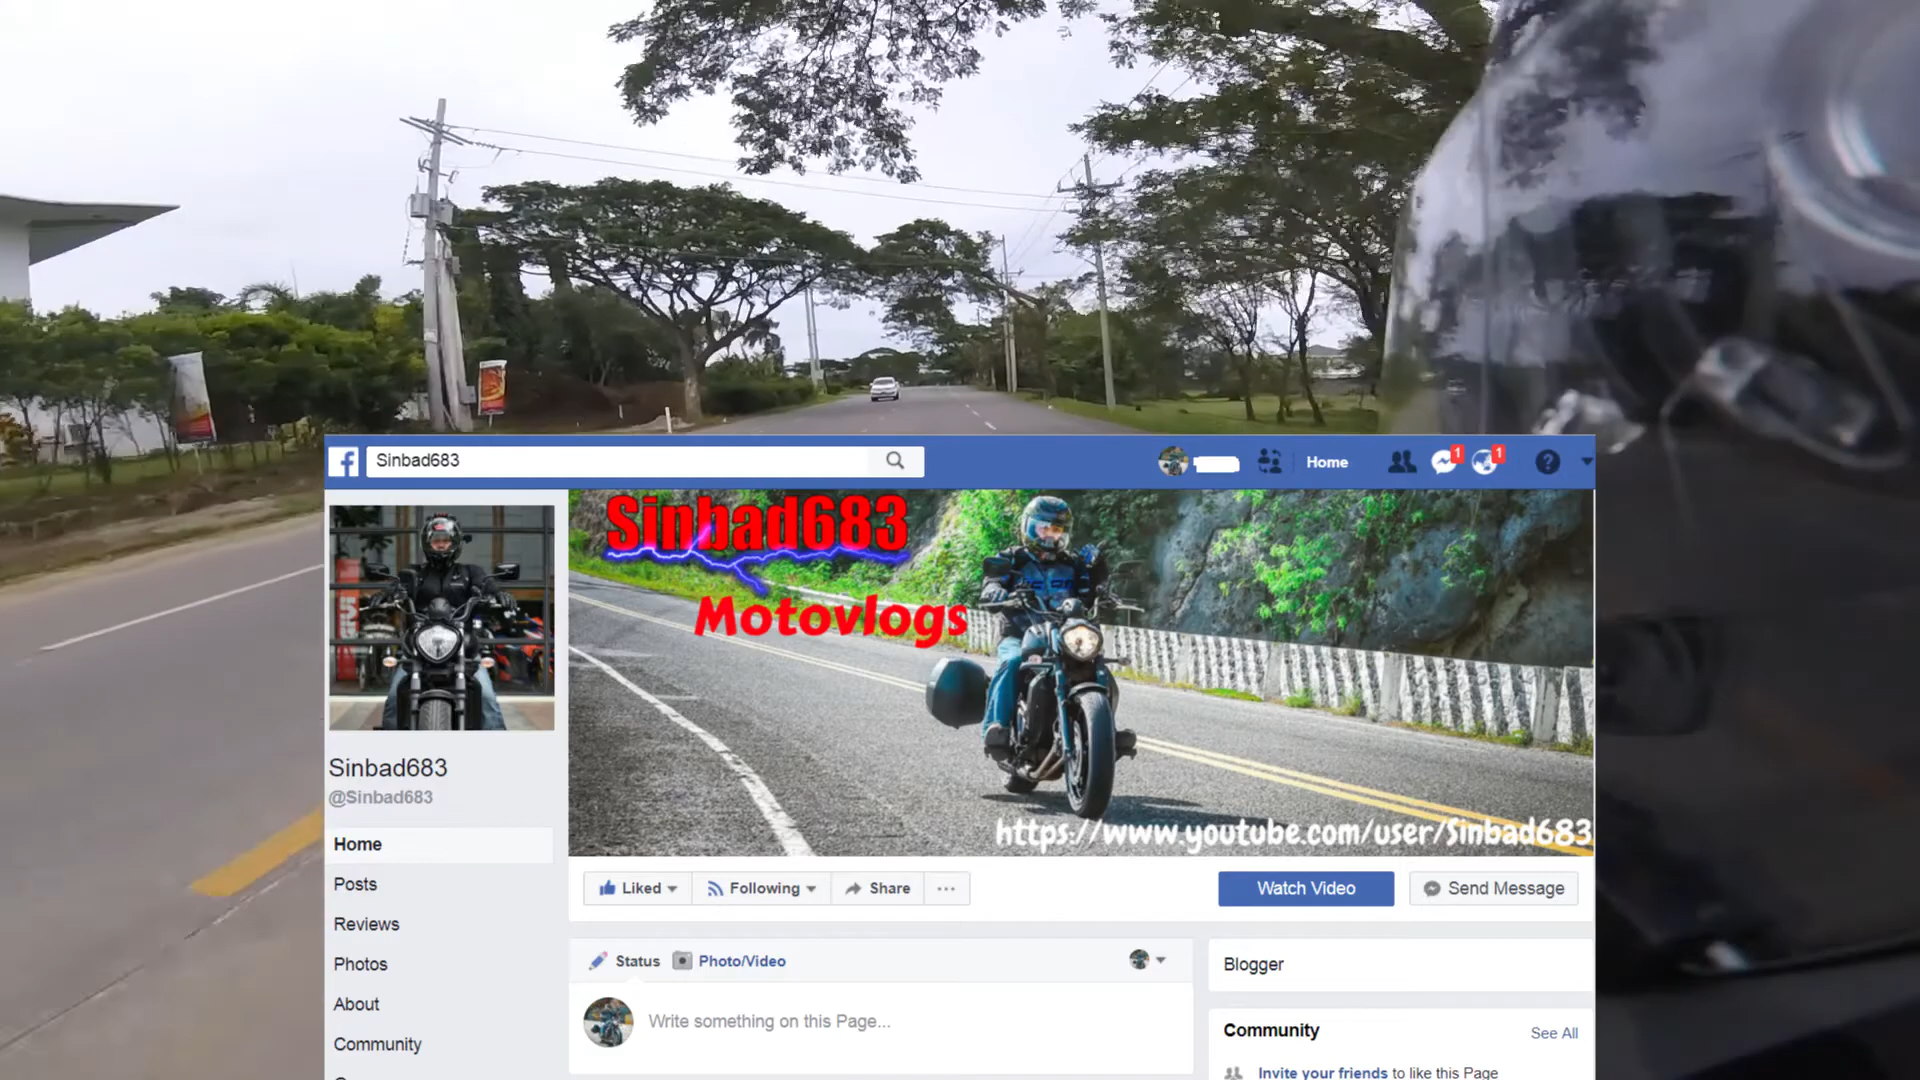 Sinbad683
Home
1
1
?
Sinbad683
Motovlogs
https://www.youtube.com/user/Sinbad683
Sinbad683
@Sinbad683
Home
Posts
Reviews
Photos
About
Community
Liked
Following
Share
Watch Video
Send Message
Status
Photo/Video
Write something on this Page...
Blogger
Community
See All
Invite your friends to like this Page